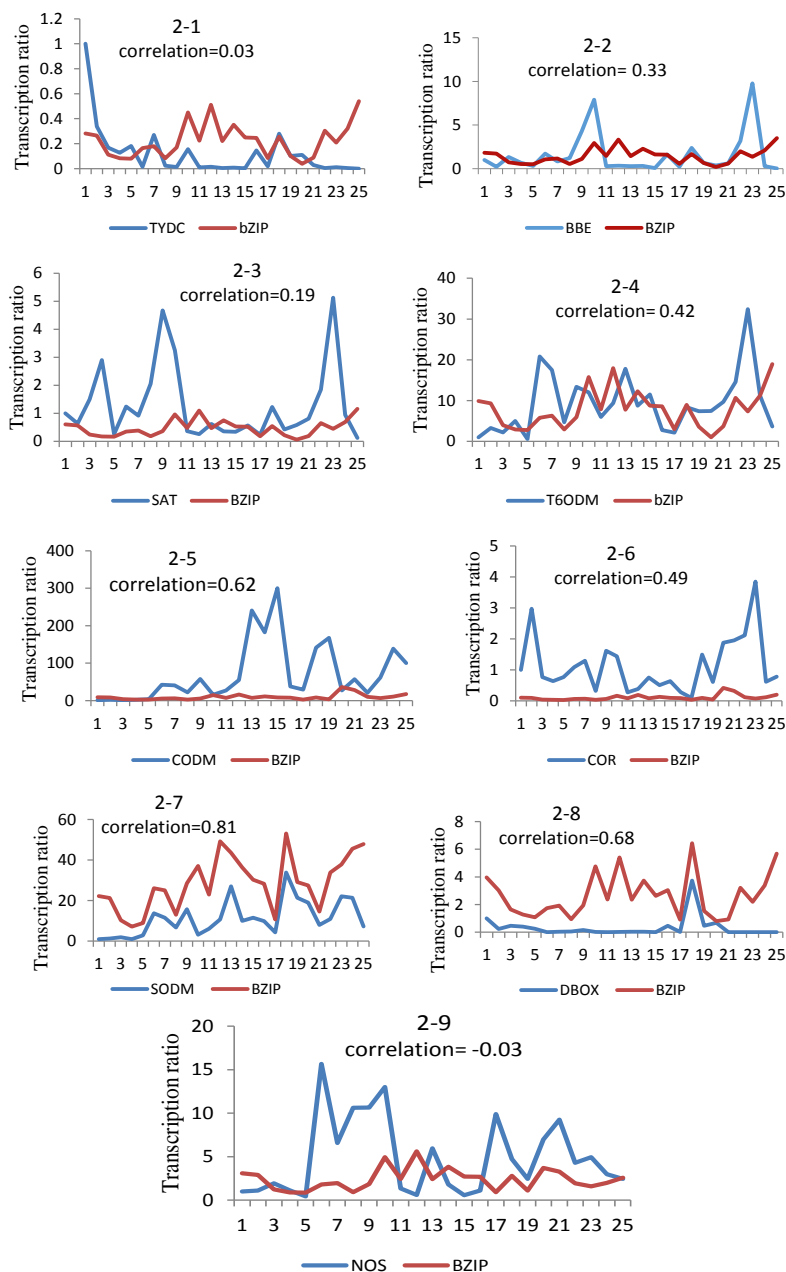 2-1
correlation=0.03
Transcription ratio
1.2
1
0.8
0.6
0.4
0.2
0
1 3 5 7 9 11 13 15 17 19 21 23 25
TYDC bZIP
2-2
correlation= 0.33
Transcription ratio
15
10
5
0
1 3 5 7 9 11 13 15 17 19 21 23 25
BBE BZIP
2-3
correlation=0.19
Transcription ratio
6
5
4
3
2
1
0
1 3 5 7 9 11 13 15 17 19 21 23 25
SAT BZIP
2-4
correlation= 0.42
Transcription ratio
40
30
20
10
0
1 3 5 7 9 11 13 15 17 19 21 23 25
T6ODM bZIP
2-5
correlation=0.62
Transcription ratio
400
300
200
100
0
1 3 5 7 9 11 13 15 17 19 21 23 25
CODM BZIP
2-6
correlation=0.49
Transcription ratio
5
4
3
2
1
0
1 3 5 7 9 11 13 15 17 19 21 23 25
COR BZIP
2-7
correlation=0.81
Transcription ratio
60
40
20
0
1 3 5 7 9 11 13 15 17 19 21 23 25
SODM BZIP
2-8
correlation=0.68
Transcription ratio
8
6
4
2
0
1 3 5 7 9 11 13 15 17 19 21 23 25
DBOX BZIP
2-9
correlation= -0.03
Transcription ratio
20
15
10
5
0
1 3 5 7 9 11 13 15 17 19 21 23 25
NOS BZIP